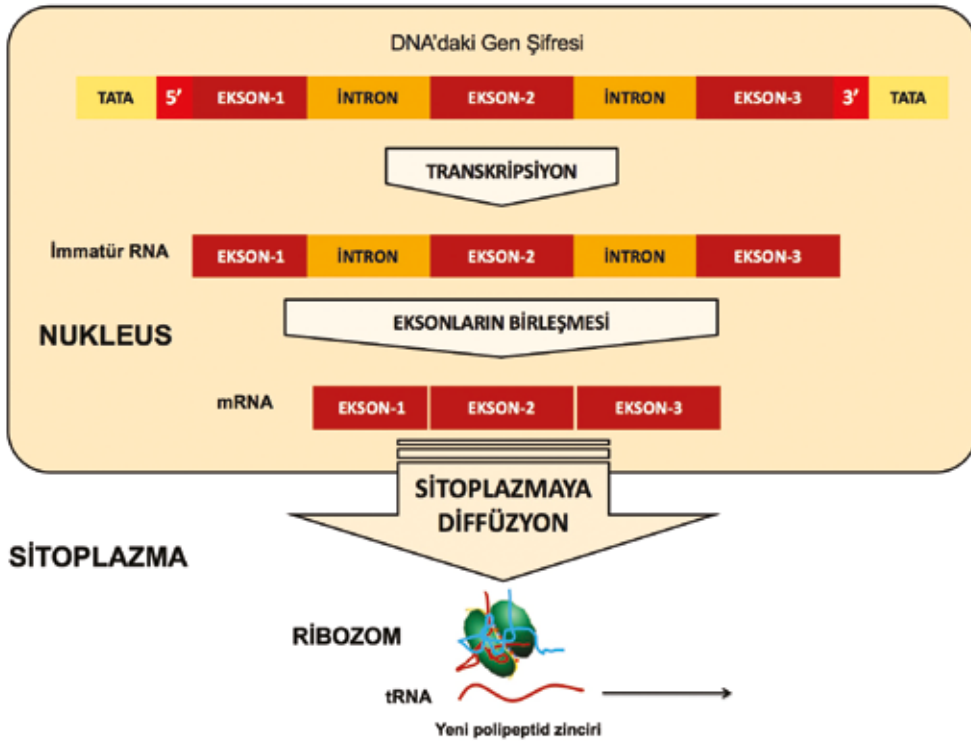 DNA'daki Gen Şifresi
TATA 5' EKSON-1 İNTRON EKSON-2 İNTRON EKSON-3 3' TATA
TRANSKRİPSİYON
İmmatür RNA EKSON-1 İNTRON EKSON-2 İNTRON EKSON-3
EKSONLARIN BİRLEŞMESİ
NUKLEUS
mRNA EKSON-1 EKSON-2 EKSON-3
SİTOPLAZMAYA
DİFFÜZYON
SİTOPLAZMA
RİBOZOM
tRNA
Yeni polipeptid zinciri